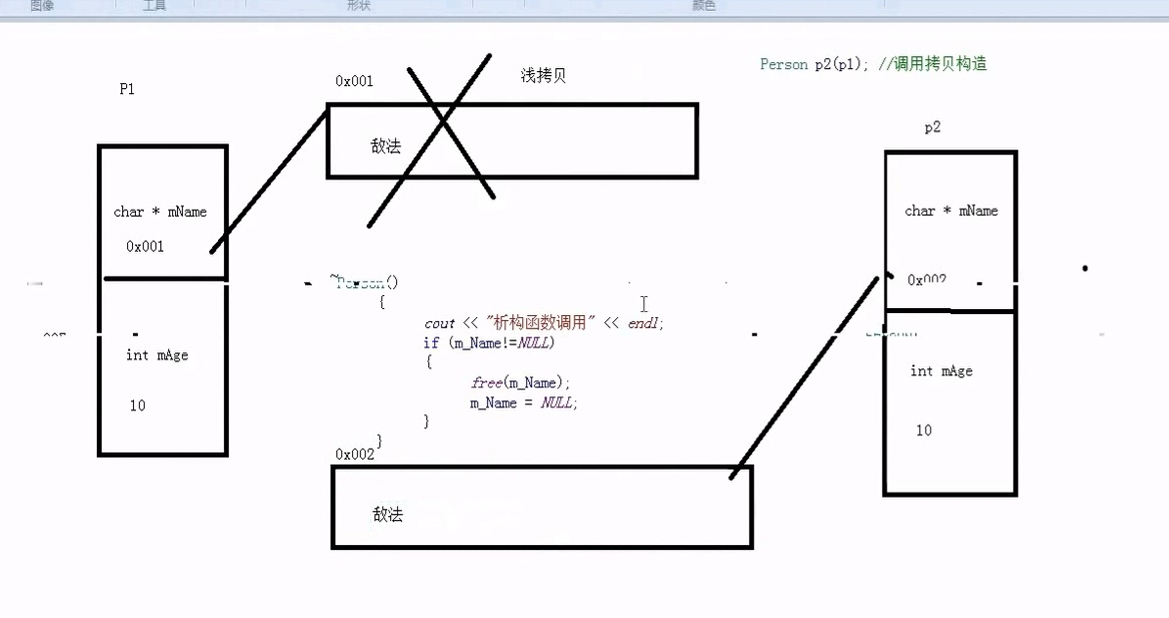 图像 工具 形状 颜色
Person p2(p1); //调用拷贝构造
浅拷贝
0x001
P1
敌法
char * mName
0x001
int mAge
10
~Person()
{
cout << "析构函数调用" << endl;
if (m_Name!=NULL)
{
free(m_Name);
m_Name = NULL;
}
}
0x002
敌法
p2
char * mName
0x002
int mAge
10